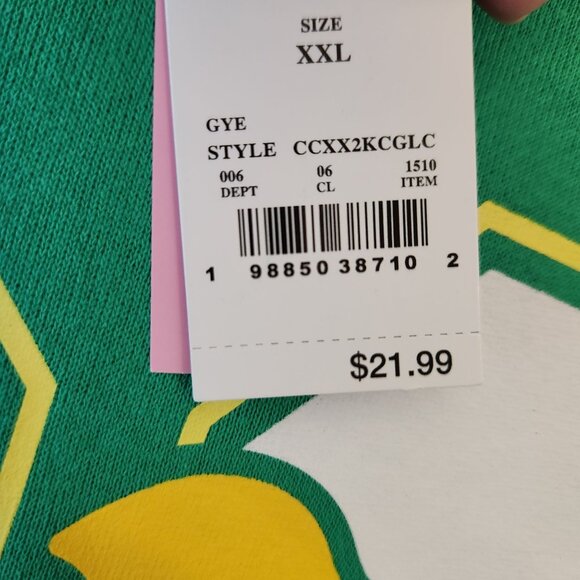 SIZE
XXL
GYE
STYLE CCXX2KCGLC
006 06 1510
DEPT CL ITEM
1 98850 38710 2
$21.99